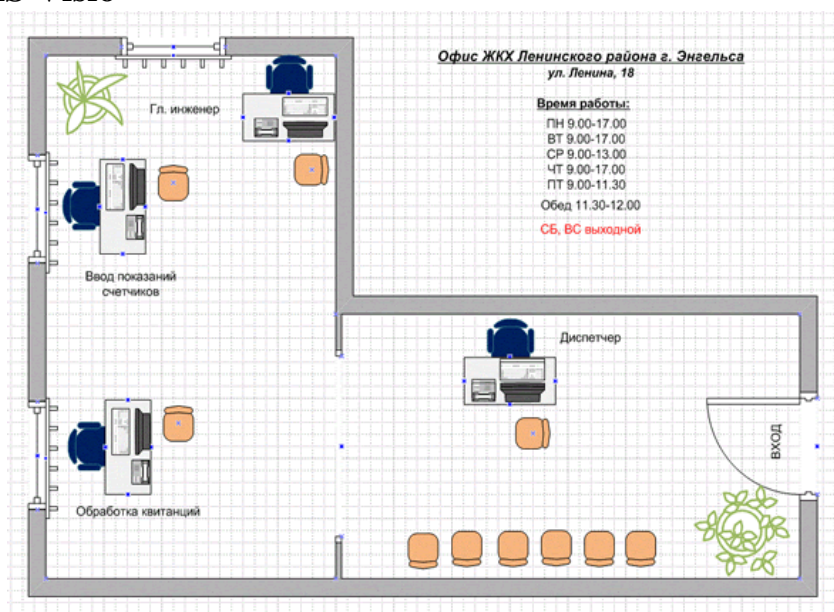 Офис ЖКХ Ленинского района г. Энгельса
ул. Ленина, 18
Время работы:
ПН 9.00-17.00
ВТ 9.00-17.00
СР 9.00-13.00
ЧТ 9.00-17.00
ПТ 9.00-11.30
Обед 11.30-12.00
СБ, ВС выходной
Гл. инженер
Ввод показаний
счетчиков
Диспетчер
ВХОД
Обработка квитанций